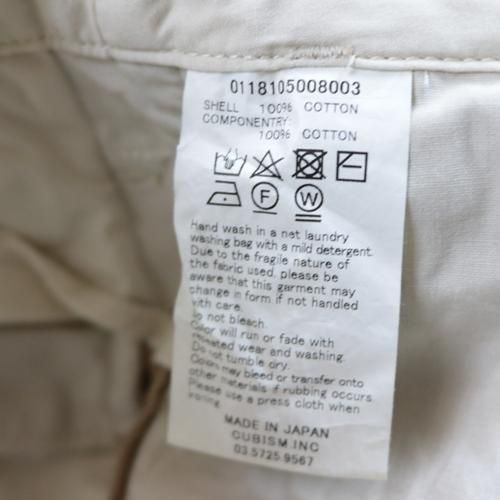 0118105008003
SHELL 100% COTTON
COMPONENTRY:
100% COTTON
F W
Hand wash in a net laundry
washing bag with a mild detergent.
Due to the fragile nature of
the fabric used, please be
aware that this garment may
change in form if not handled
with care.
Do not bleach.
Color will run or fade with
repeated wear and washing.
Do not tumble dry.
Colors may bleed or transfer onto
other materials if rubbing occurs.
Please use a press cloth when
ironing.
MADE IN JAPAN
CUBISM.INC
03.5725.9567